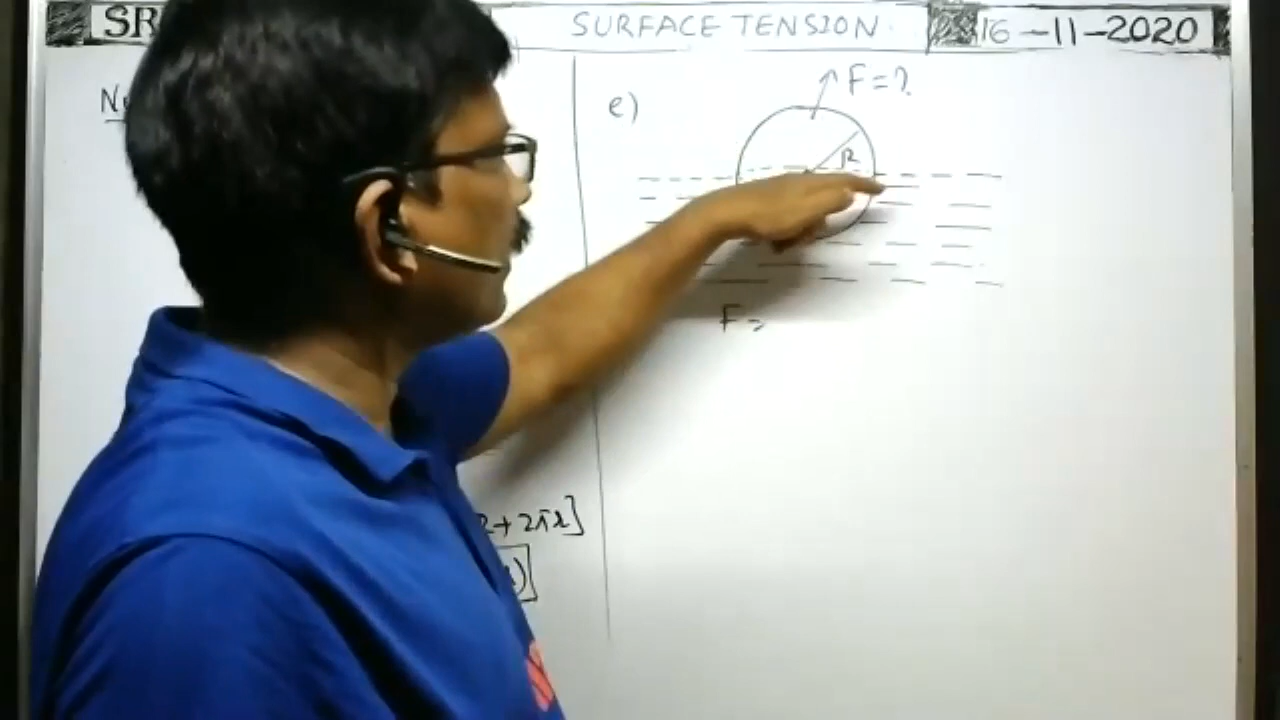 SR
SURFACE TENSION
16-11-2020
e)
F=?
R
F=
+2πr]
)]